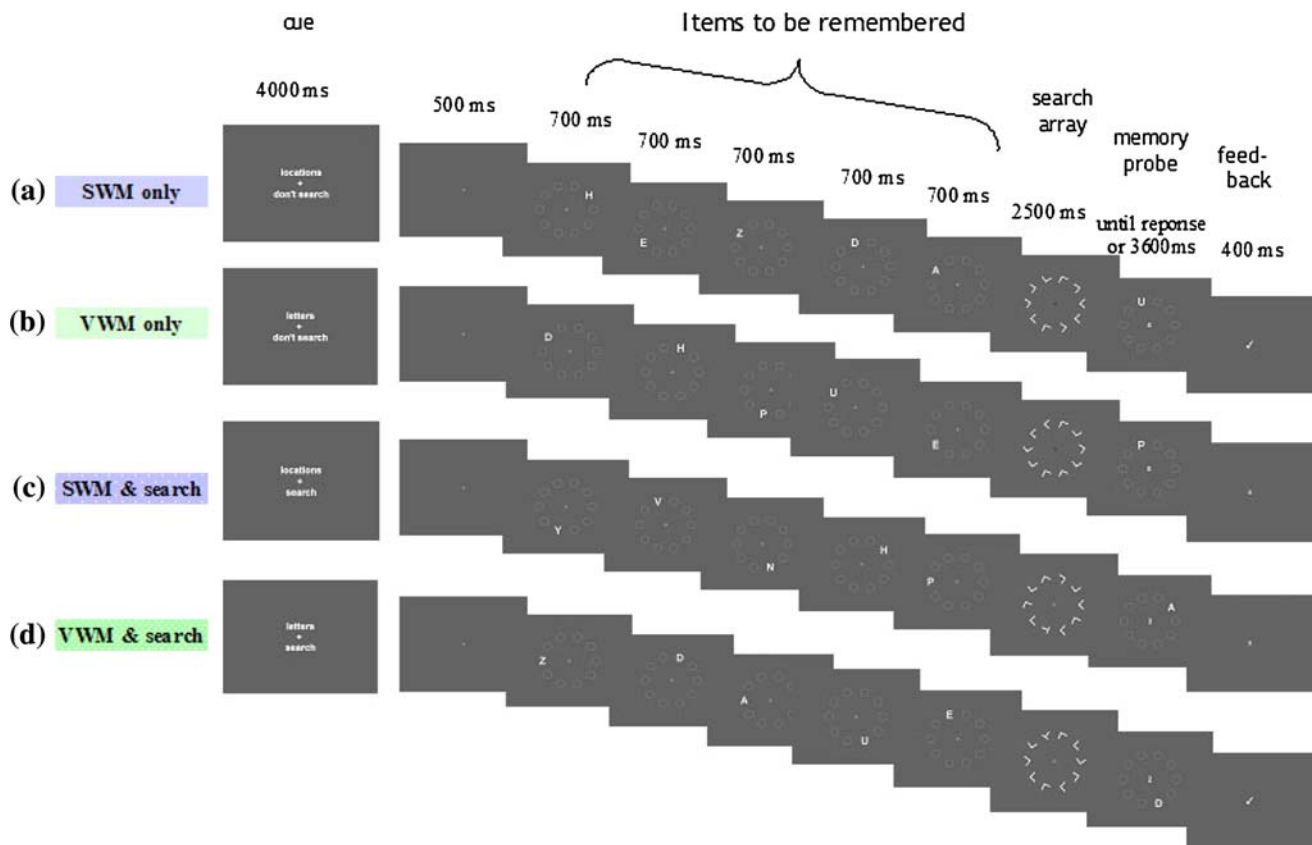 cue
Items to be remembered
4000 ms
500 ms
700 ms
700 ms
700 ms
700 ms
700 ms
search
array
2500 ms
memory
probe
until reponse
or 3600ms
feed-
back
400 ms
(a) SWM only
locations
+
don't search
H
E
Z
D
A
U
✓
(b) VWM only
letters
+
don't search
D
H
P
U
E
P
(c) SWM & search
locations
+
search
Y
V
N
H
P
A
(d) VWM & search
letters
+
search
Z
D
A
U
E
D
✓